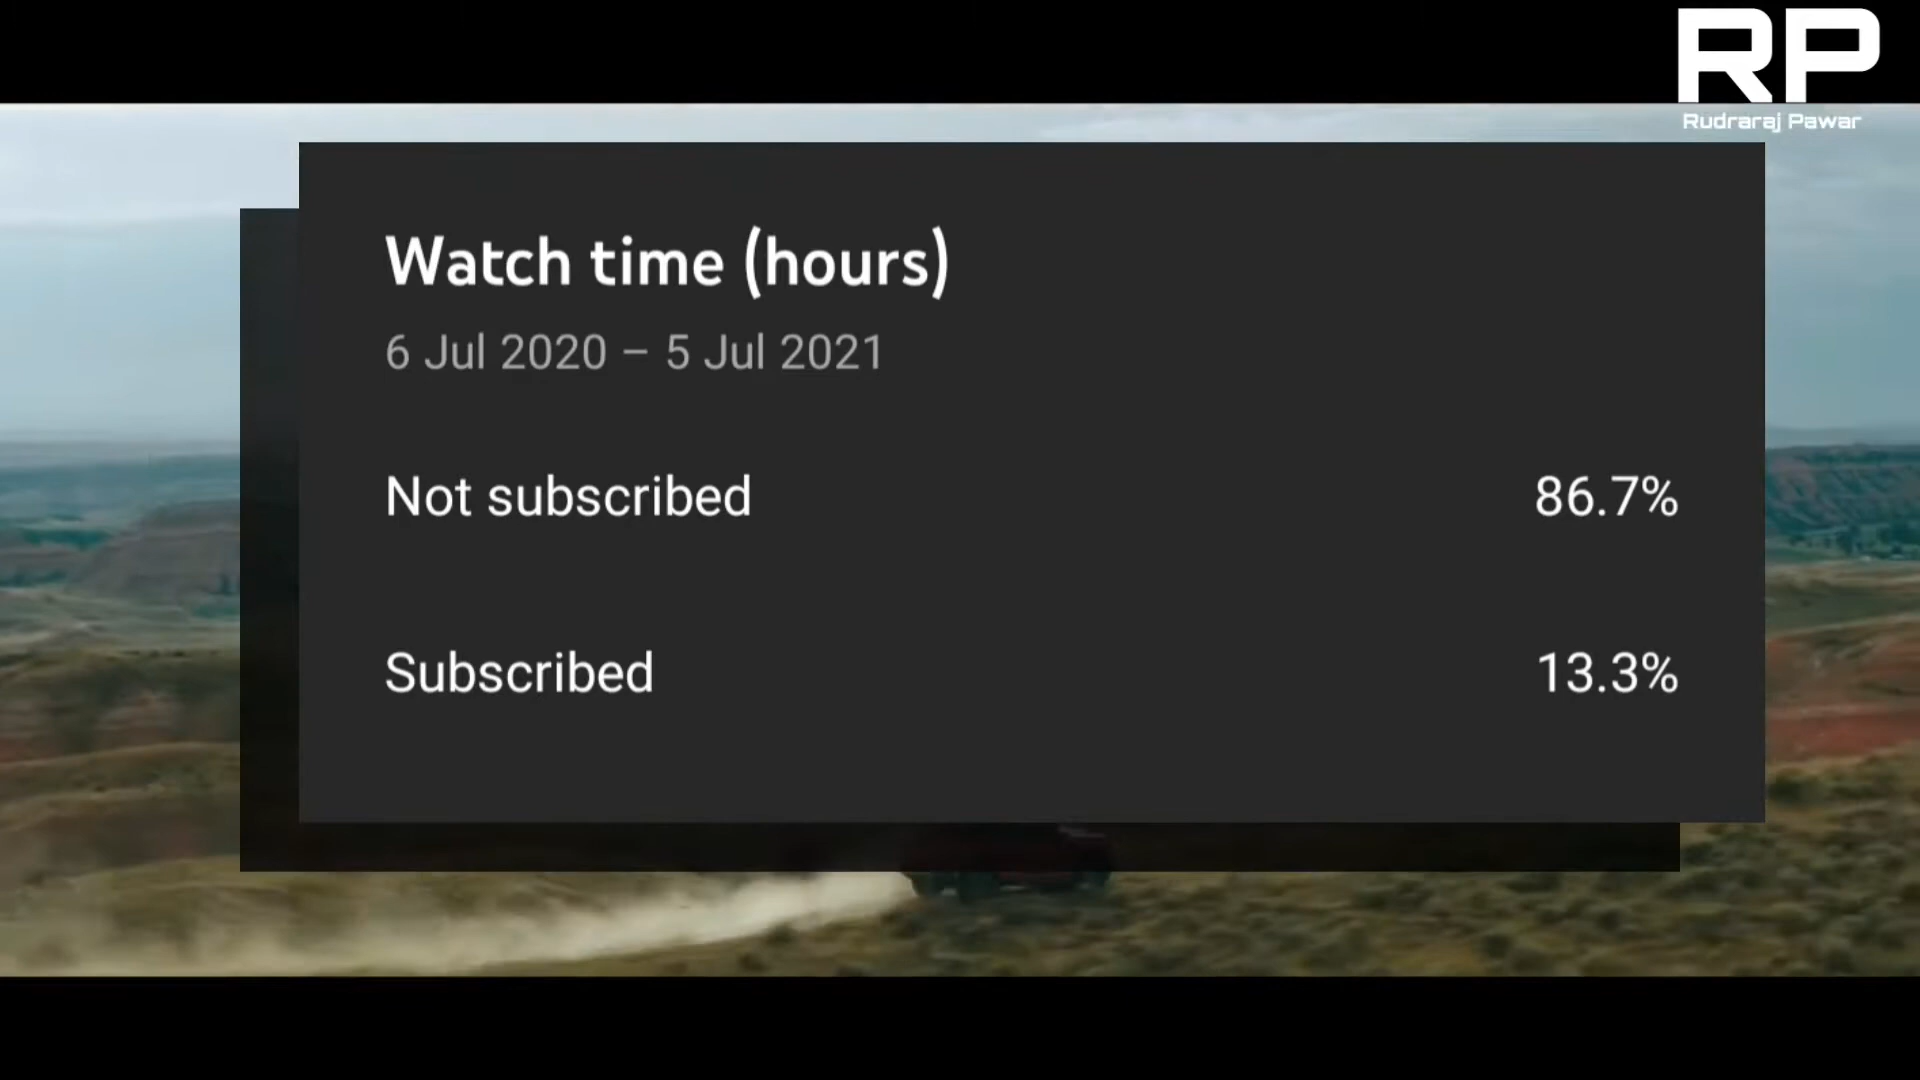 RP
Rudraraj Pawar
Watch time (hours)
6 Jul 2020 – 5 Jul 2021
Not subscribed 86.7%
Subscribed 13.3%